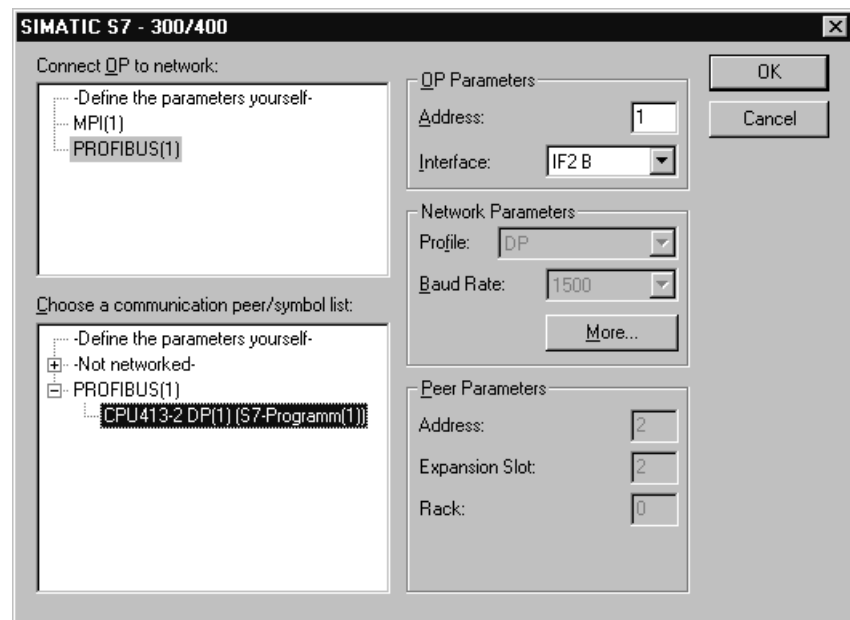 SIMATIC S7 - 300/400
Connect OP to network:
-Define the parameters yourself-
MPI(1)
PROFIBUS(1)
Choose a communication peer/symbol list:
-Define the parameters yourself-
-Not networked-
PROFIBUS(1)
CPU413-2 DP(1) (S7-Programm(1))
OP Parameters
Address: 1
Interface: IF2 B
Network Parameters
Profile: DP
Baud Rate: 1500
More...
Peer Parameters
Address: 2
Expansion Slot: 2
Rack: 0
OK
Cancel